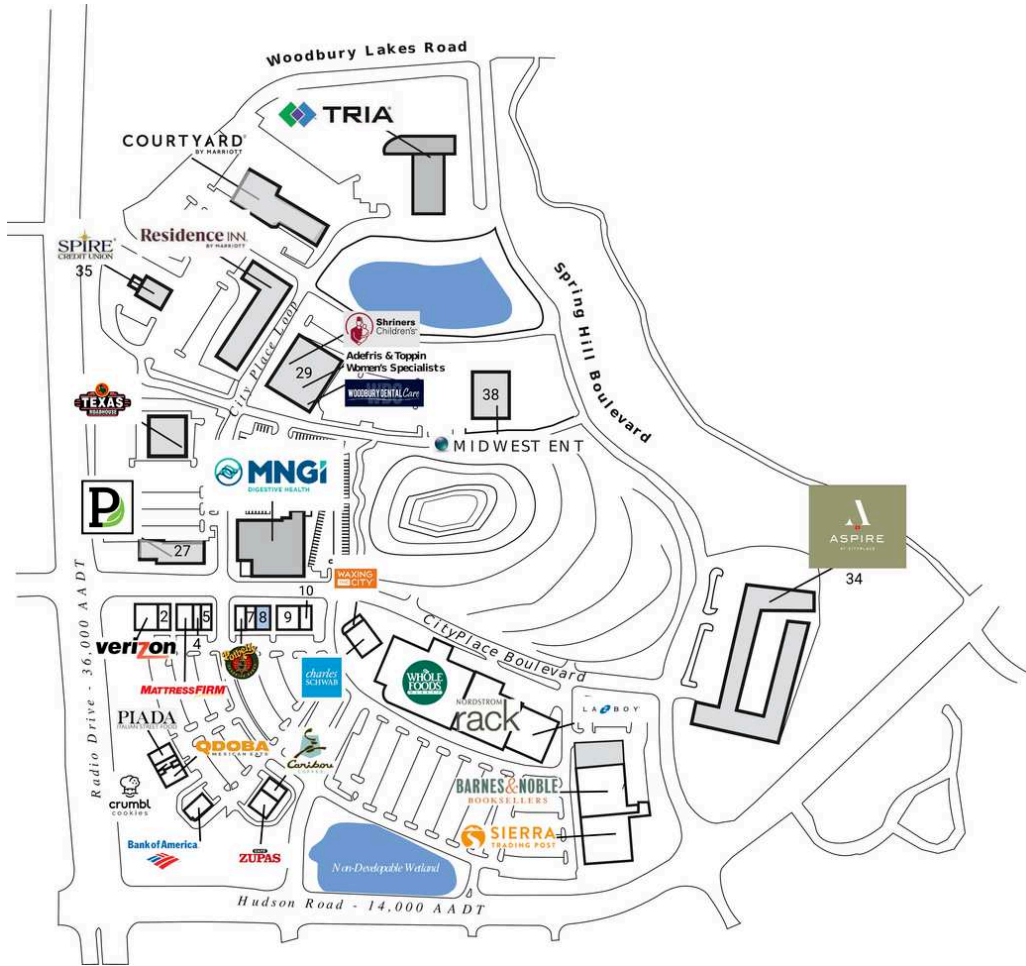 Woodbury Lakes Road
TRIA
COURTYARD
BY MARRIOTT
Residence INN
BY MARRIOTT
SPIRE
CREDIT UNION
35
Spring Hill Boulevard
City Place Loop
Shriners
Children's
Adefris & Toppin
Women's Specialists
WOODBURY DENTAL Care
29
38
TEXAS
ROADHOUSE
MIDWEST ENT
MNGI
DIGESTIVE HEALTH
P
A
ASPIRE
AT CITYPLACE
34
27
WAXING
THE CITY
10
2
5
7
8
9
4
verizon
Potbelly
CityPlace Boulevard
charles
SCHWAB
WHOLE
FOODS
MARKET
MATTRESS FIRM
NORDSTROM
rack
LA Z BOY
PIADA
ITALIAN STREET FOOD
QDOBA
MEXICAN EATS
Caribou
COFFEE
Radio Drive - 36,000 AADT
crumbl
cookies
BARNES & NOBLE
BOOKSELLERS
SIERRA
TRADING POST
Bank of America
CAFE
ZUPAS
Non-Developable Wetland
Hudson Road - 14,000 AADT